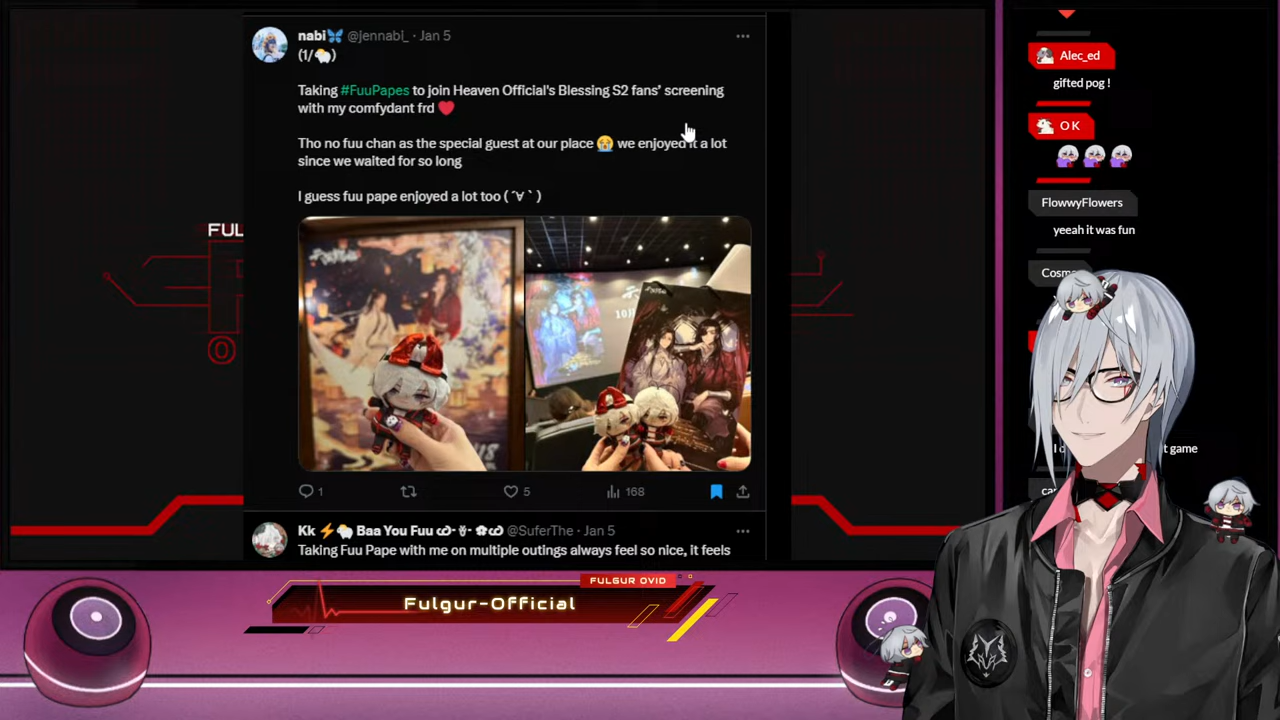 nabi🦋 @jennabi_ · Jan 5
(1/🐑)
Taking #FuuPapes to join Heaven Official's Blessing S2 fans' screening
with my comfydant frd ❤️
Tho no fuu chan as the special guest at our place 😭 we enjoyed it a lot
since we waited for so long
I guess fuu pape enjoyed a lot too ( ´∀ ` )
1
5
168
Kk ⚡🐑 Baa You Fuu @SuferThe · Jan 5
Taking Fuu Pape with me on multiple outings always feel so nice, it feels
FUL
FULGUR OVID
Fulgur-Official
Alec_ed
gifted pog !
O K
FlowwyFlowers
yeeah it was fun
Cosm
t game